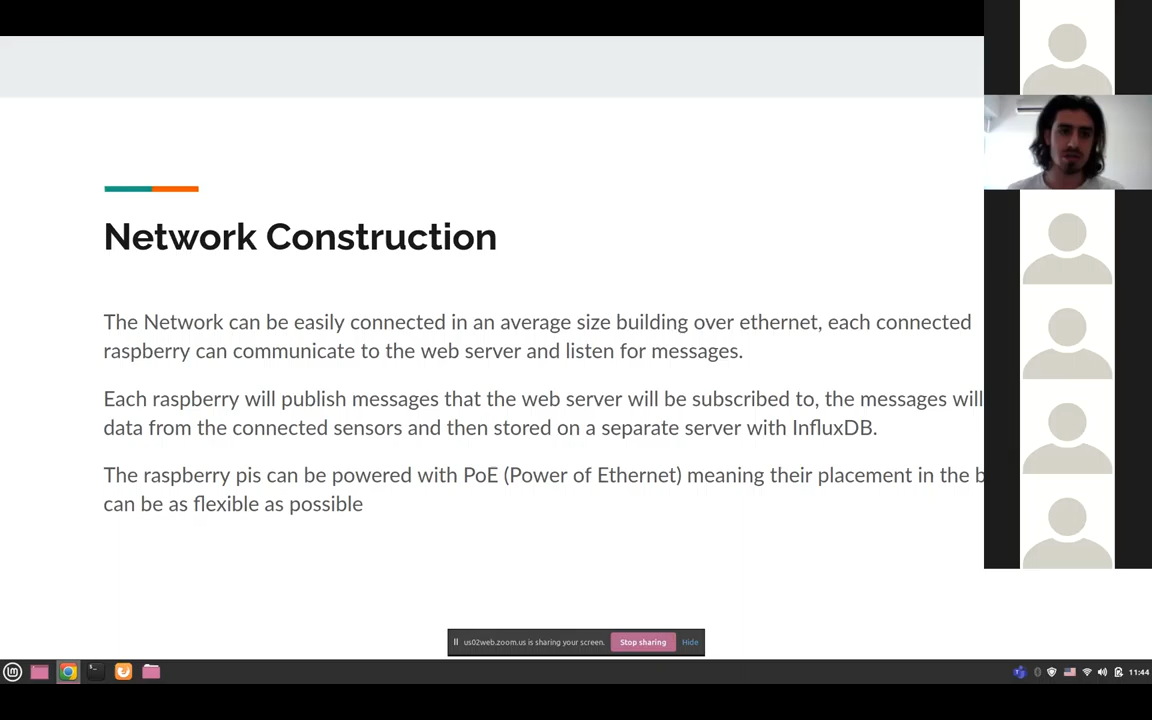 Network Construction
The Network can be easily connected in an average size building over ethernet, each connected
raspberry can communicate to the web server and listen for messages.
Each raspberry will publish messages that the web server will be subscribed to, the messages will
data from the connected sensors and then stored on a separate server with InfluxDB.
The raspberry pis can be powered with PoE (Power of Ethernet) meaning their placement in the b
can be as flexible as possible
us02web.zoom.us is sharing your screen.
Stop sharing
Hide
11:44